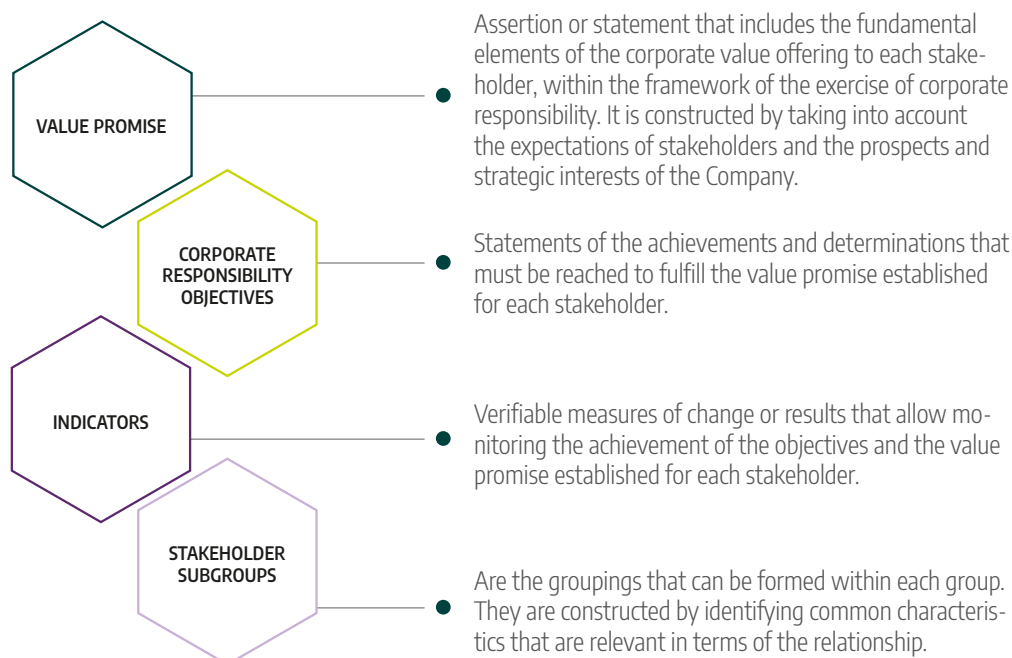 VALUE PROMISE
Assertion or statement that includes the fundamental
elements of the corporate value offering to each stake-
holder, within the framework of the exercise of corporate
responsibility. It is constructed by taking into account
the expectations of stakeholders and the prospects and
strategic interests of the Company.
CORPORATE
RESPONSIBILITY
OBJECTIVES
Statements of the achievements and determinations that
must be reached to fulfill the value promise established
for each stakeholder.
INDICATORS
Verifiable measures of change or results that allow mo-
nitoring the achievement of the objectives and the value
promise established for each stakeholder.
STAKEHOLDER
SUBGROUPS
Are the groupings that can be formed within each group.
They are constructed by identifying common characteris-
tics that are relevant in terms of the relationship.